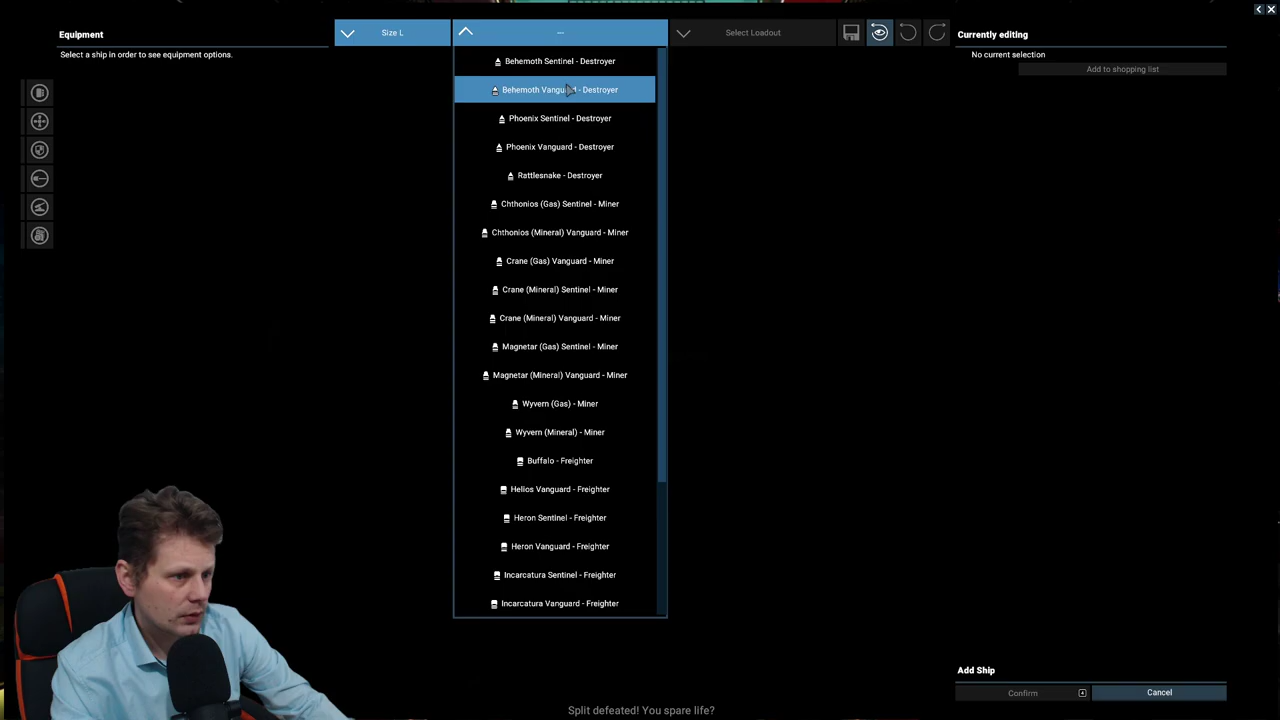 Equipment
Select a ship in order to see equipment options.
Size L
---
Select Loadout
Currently editing
No current selection
Add to shopping list
Behemoth Sentinel - Destroyer
Behemoth Vanguard - Destroyer
Phoenix Sentinel - Destroyer
Phoenix Vanguard - Destroyer
Rattlesnake - Destroyer
Chthonios (Gas) Sentinel - Miner
Chthonios (Mineral) Vanguard - Miner
Crane (Gas) Vanguard - Miner
Crane (Mineral) Sentinel - Miner
Crane (Mineral) Vanguard - Miner
Magnetar (Gas) Sentinel - Miner
Magnetar (Mineral) Vanguard - Miner
Wyvern (Gas) - Miner
Wyvern (Mineral) - Miner
Buffalo - Freighter
Helios Vanguard - Freighter
Heron Sentinel - Freighter
Heron Vanguard - Freighter
Incarcatura Sentinel - Freighter
Incarcatura Vanguard - Freighter
Add Ship
Confirm
Cancel
Split defeated! You spare life?